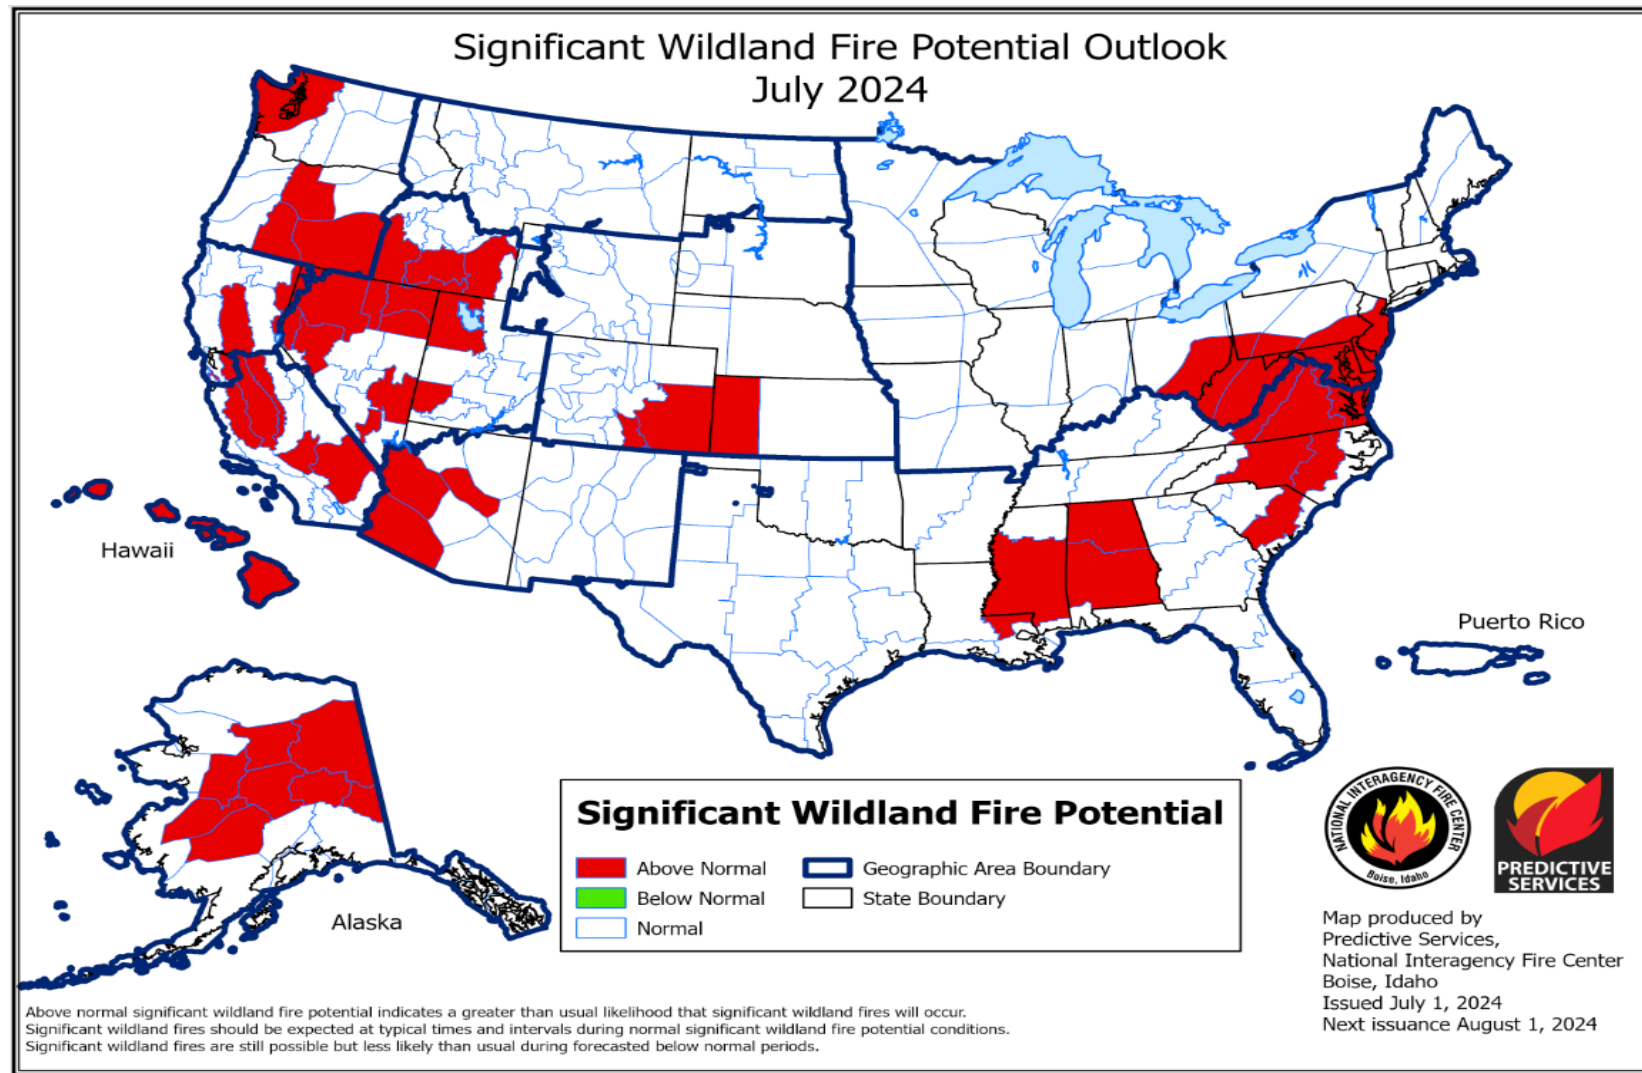 Significant Wildland Fire Potential Outlook
July 2024
Hawaii
Puerto Rico
Alaska
Significant Wildland Fire Potential
Above Normal
Below Normal
Normal
Geographic Area Boundary
State Boundary
NATIONAL INTERAGENCY FIRE CENTER
Boise, Idaho
PREDICTIVE
SERVICES
Map produced by
Predictive Services,
National Interagency Fire Center
Boise, Idaho
Issued July 1, 2024
Next issuance August 1, 2024
Above normal significant wildland fire potential indicates a greater than usual likelihood that significant wildland fires will occur.
Significant wildland fires should be expected at typical times and intervals during normal significant wildland fire potential conditions.
Significant wildland fires are still possible but less likely than usual during forecasted below normal periods.